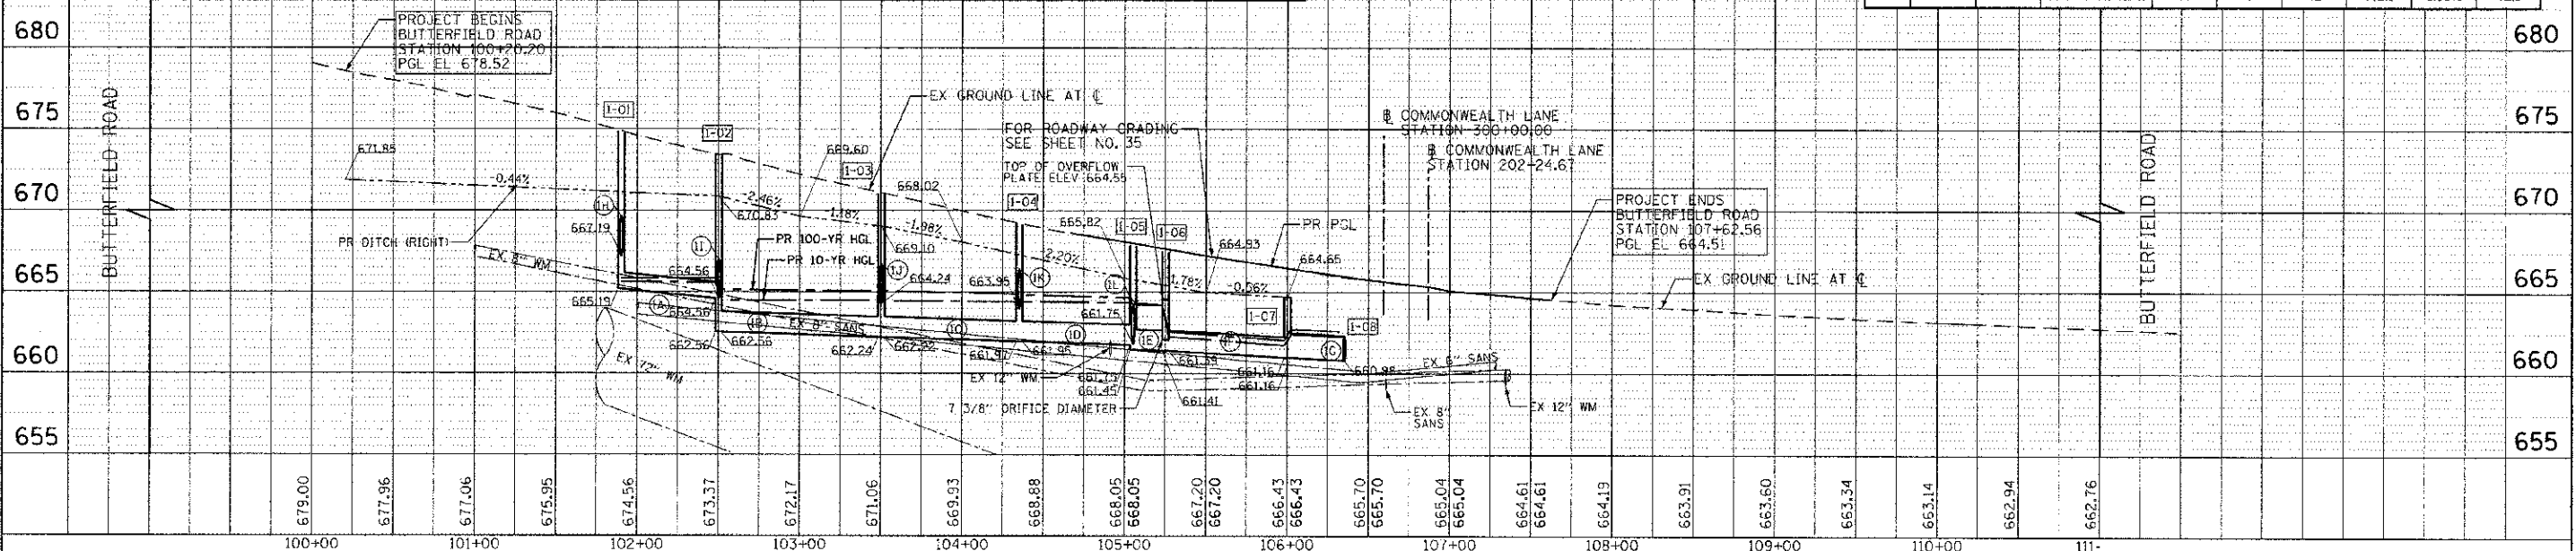 680
675
670
665
660
655
BUTTERFIELD ROAD
PROJECT BEGINS
BUTTERFIELD ROAD
STATION 100+20.20
PGL EL 678.52
EX GROUND LINE AT ℄
FOR ROADWAY GRADING
SEE SHEET NO. 35
TOP OF OVERFLOW
PLATE ELEV 664.55
COMMONWEALTH LANE
STATION 300+00.00
COMMONWEALTH LANE
STATION 202+24.67
PROJECT ENDS
BUTTERFIELD ROAD
STATION 107+62.56
PGL EL 664.51
EX GROUND LINE AT ℄
BUTTERFIELD ROAD
680
675
670
665
660
655
1-01
1-02
1-03
1-04
1-05
1-06
1-07
1-08
671.85
-0.44%
669.60
-2.46%
670.83
-1.18%
668.02
-1.98%
669.10
665.82
-2.20%
664.93
1.78%
-0.56%
664.65
PR PGL
PR DITCH (RIGHT)
PR 100-YR HGL
PR 10-YR HGL
1H
667.19
1I
664.56
1J
664.24
663.95
1K
1L
661.75
EX 8" WM
665.19
1A
664.56
1B
EX 8" SANS
1C
1D
1E
1F
1G
662.56
662.56
662.24
661.97
661.95
EX 72" WM
EX 12" WM
661.75
661.45
661.41
661.16
661.16
660.98
EX 6" SANS
7 3/8" ORIFICE DIAMETER
EX 8"
SANS
EX 12" WM
679.00
677.96
677.06
675.95
674.56
673.37
672.17
671.06
669.93
668.88
668.05
668.05
667.20
667.20
666.43
666.43
665.70
665.70
665.04
665.04
664.61
664.61
664.19
663.91
663.60
663.34
663.14
662.94
662.76
100+00
101+00
102+00
103+00
104+00
105+00
106+00
107+00
108+00
109+00
110+00
111-